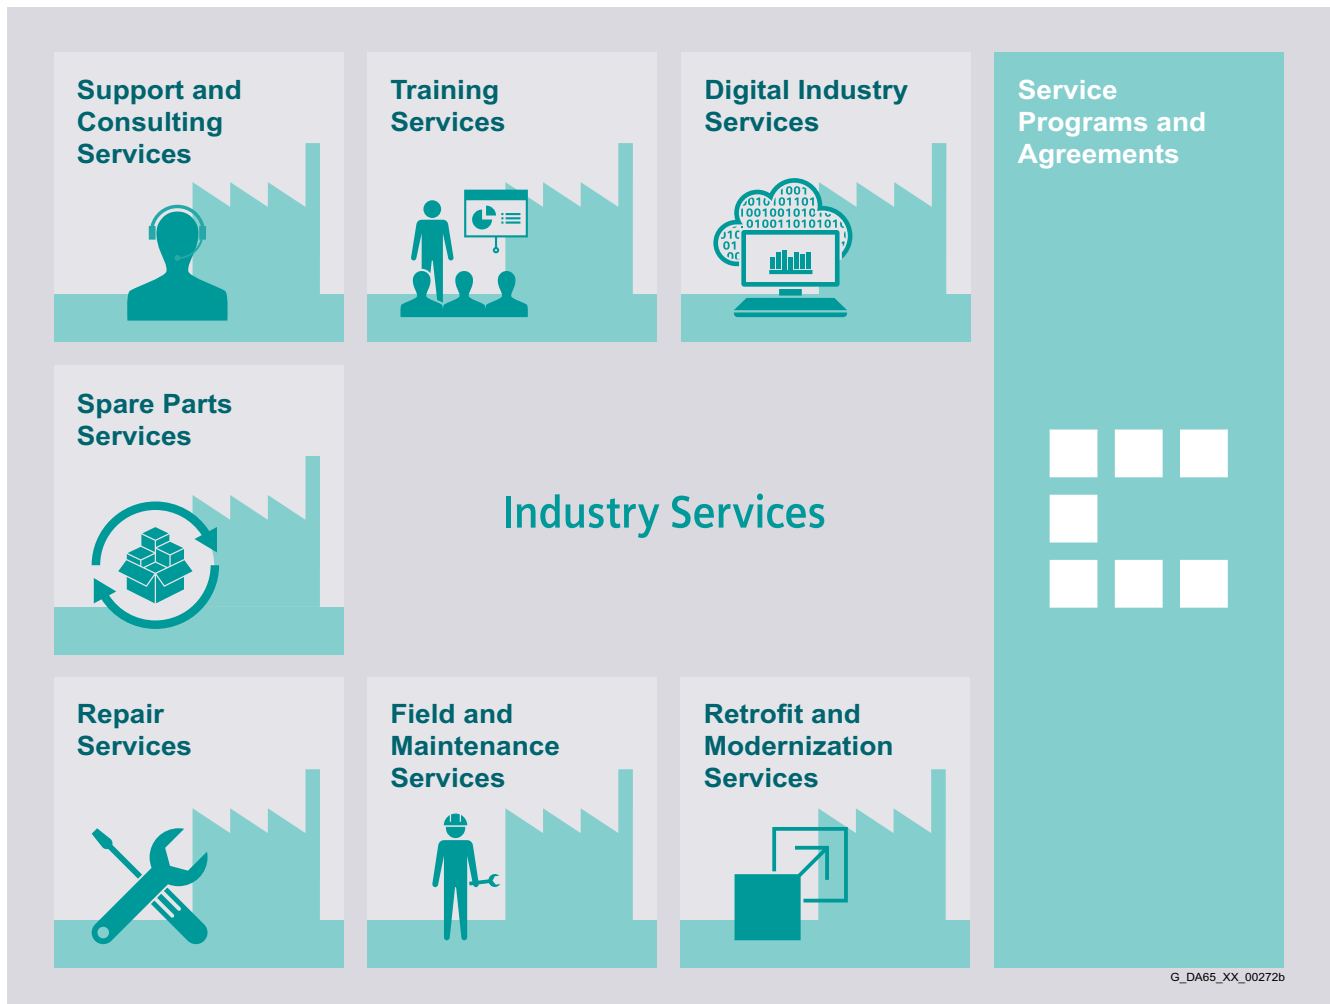 Support and
Consulting
Services
Training
Services
Digital Industry
Services
Service
Programs and
Agreements
Spare Parts
Services
Industry Services
Repair
Services
Field and
Maintenance
Services
Retrofit and
Modernization
Services
G_DA65_XX_00272b